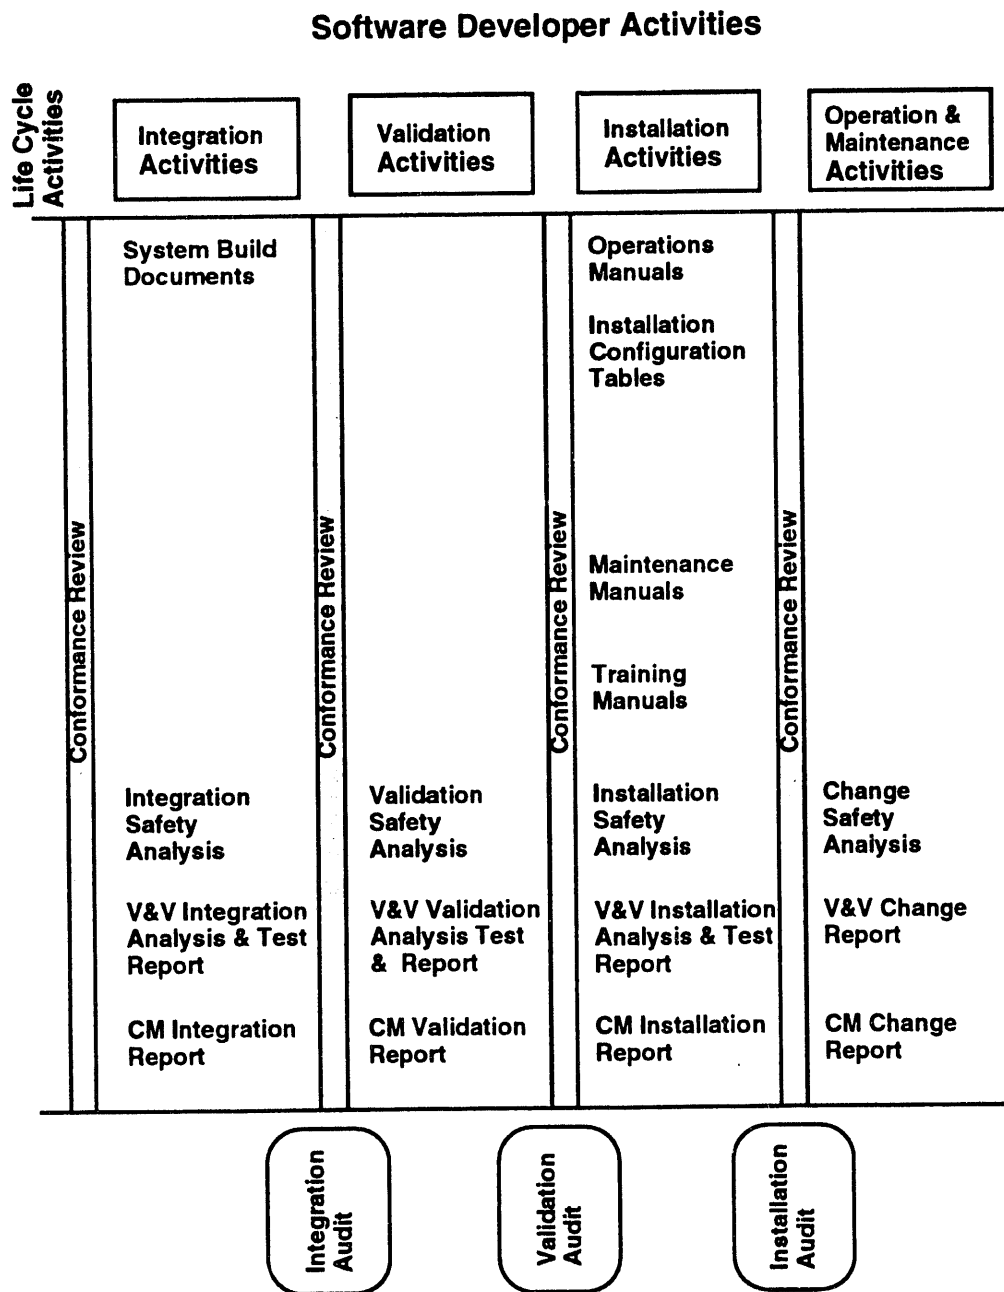 Software Developer Activities
Life Cycle
Activities
Integration
Activities
Validation
Activities
Installation
Activities
Operation &
Maintenance
Activities
Conformance Review
System Build
Documents
Integration
Safety
Analysis
V&V Integration
Analysis & Test
Report
CM Integration
Report
Conformance Review
Validation
Safety
Analysis
V&V Validation
Analysis Test
& Report
CM Validation
Report
Conformance Review
Operations
Manuals
Installation
Configuration
Tables
Maintenance
Manuals
Training
Manuals
Installation
Safety
Analysis
V&V Installation
Analysis & Test
Report
CM Installation
Report
Conformance Review
Change
Safety
Analysis
V&V Change
Report
CM Change
Report
Integration
Audit
Validation
Audit
Installation
Audit